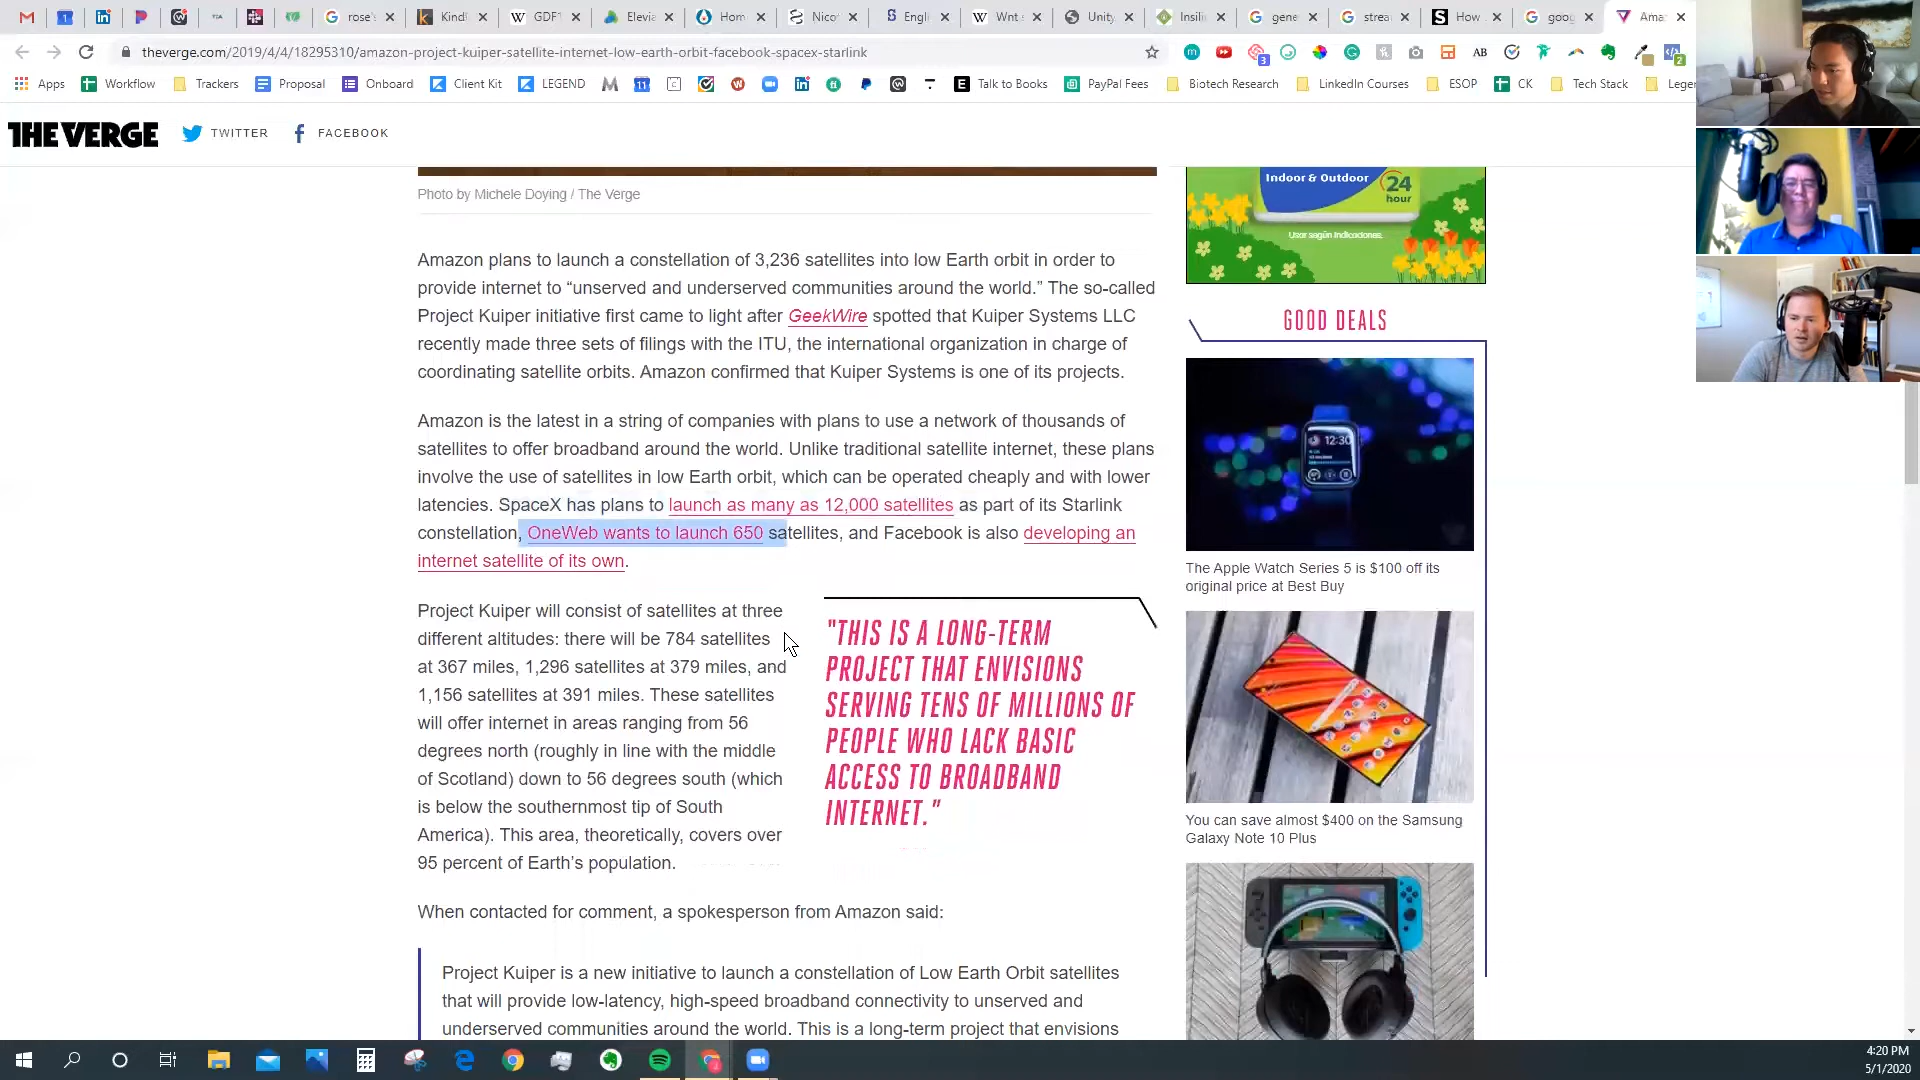 rose's
Kindl
GDF1
Elevia
Hom
Nico
Engli
Wnt
Unity.
Insilic
gene
strea
How
goog
Ama
theverge.com/2019/4/4/18295310/amazon-project-kuiper-satellite-internet-low-earth-orbit-facebook-spacex-starlink
Apps Workflow Trackers Proposal Onboard Client Kit LEGEND Talk to Books PayPal Fees Biotech Research LinkedIn Courses ESOP CK Tech Stack Leger
THE VERGE TWITTER FACEBOOK
Photo by Michele Doying / The Verge
Amazon plans to launch a constellation of 3,236 satellites into low Earth orbit in order to
provide internet to “unserved and underserved communities around the world.” The so-called
Project Kuiper initiative first came to light after GeekWire spotted that Kuiper Systems LLC
recently made three sets of filings with the ITU, the international organization in charge of
coordinating satellite orbits. Amazon confirmed that Kuiper Systems is one of its projects.
Amazon is the latest in a string of companies with plans to use a network of thousands of
satellites to offer broadband around the world. Unlike traditional satellite internet, these plans
involve the use of satellites in low Earth orbit, which can be operated cheaply and with lower
latencies. SpaceX has plans to launch as many as 12,000 satellites as part of its Starlink
constellation, OneWeb wants to launch 650 satellites, and Facebook is also developing an
internet satellite of its own.
Project Kuiper will consist of satellites at three
different altitudes: there will be 784 satellites
at 367 miles, 1,296 satellites at 379 miles, and
1,156 satellites at 391 miles. These satellites
will offer internet in areas ranging from 56
degrees north (roughly in line with the middle
of Scotland) down to 56 degrees south (which
is below the southernmost tip of South
America). This area, theoretically, covers over
95 percent of Earth’s population.
"THIS IS A LONG-TERM
PROJECT THAT ENVISIONS
SERVING TENS OF MILLIONS OF
PEOPLE WHO LACK BASIC
ACCESS TO BROADBAND
INTERNET."
When contacted for comment, a spokesperson from Amazon said:
Project Kuiper is a new initiative to launch a constellation of Low Earth Orbit satellites
that will provide low-latency, high-speed broadband connectivity to unserved and
underserved communities around the world. This is a long-term project that envisions
Indoor & Outdoor
24
hour
Usar según indicaciones.
GOOD DEALS
12:30
The Apple Watch Series 5 is $100 off its
original price at Best Buy
You can save almost $400 on the Samsung
Galaxy Note 10 Plus
4:20 PM
5/1/2020